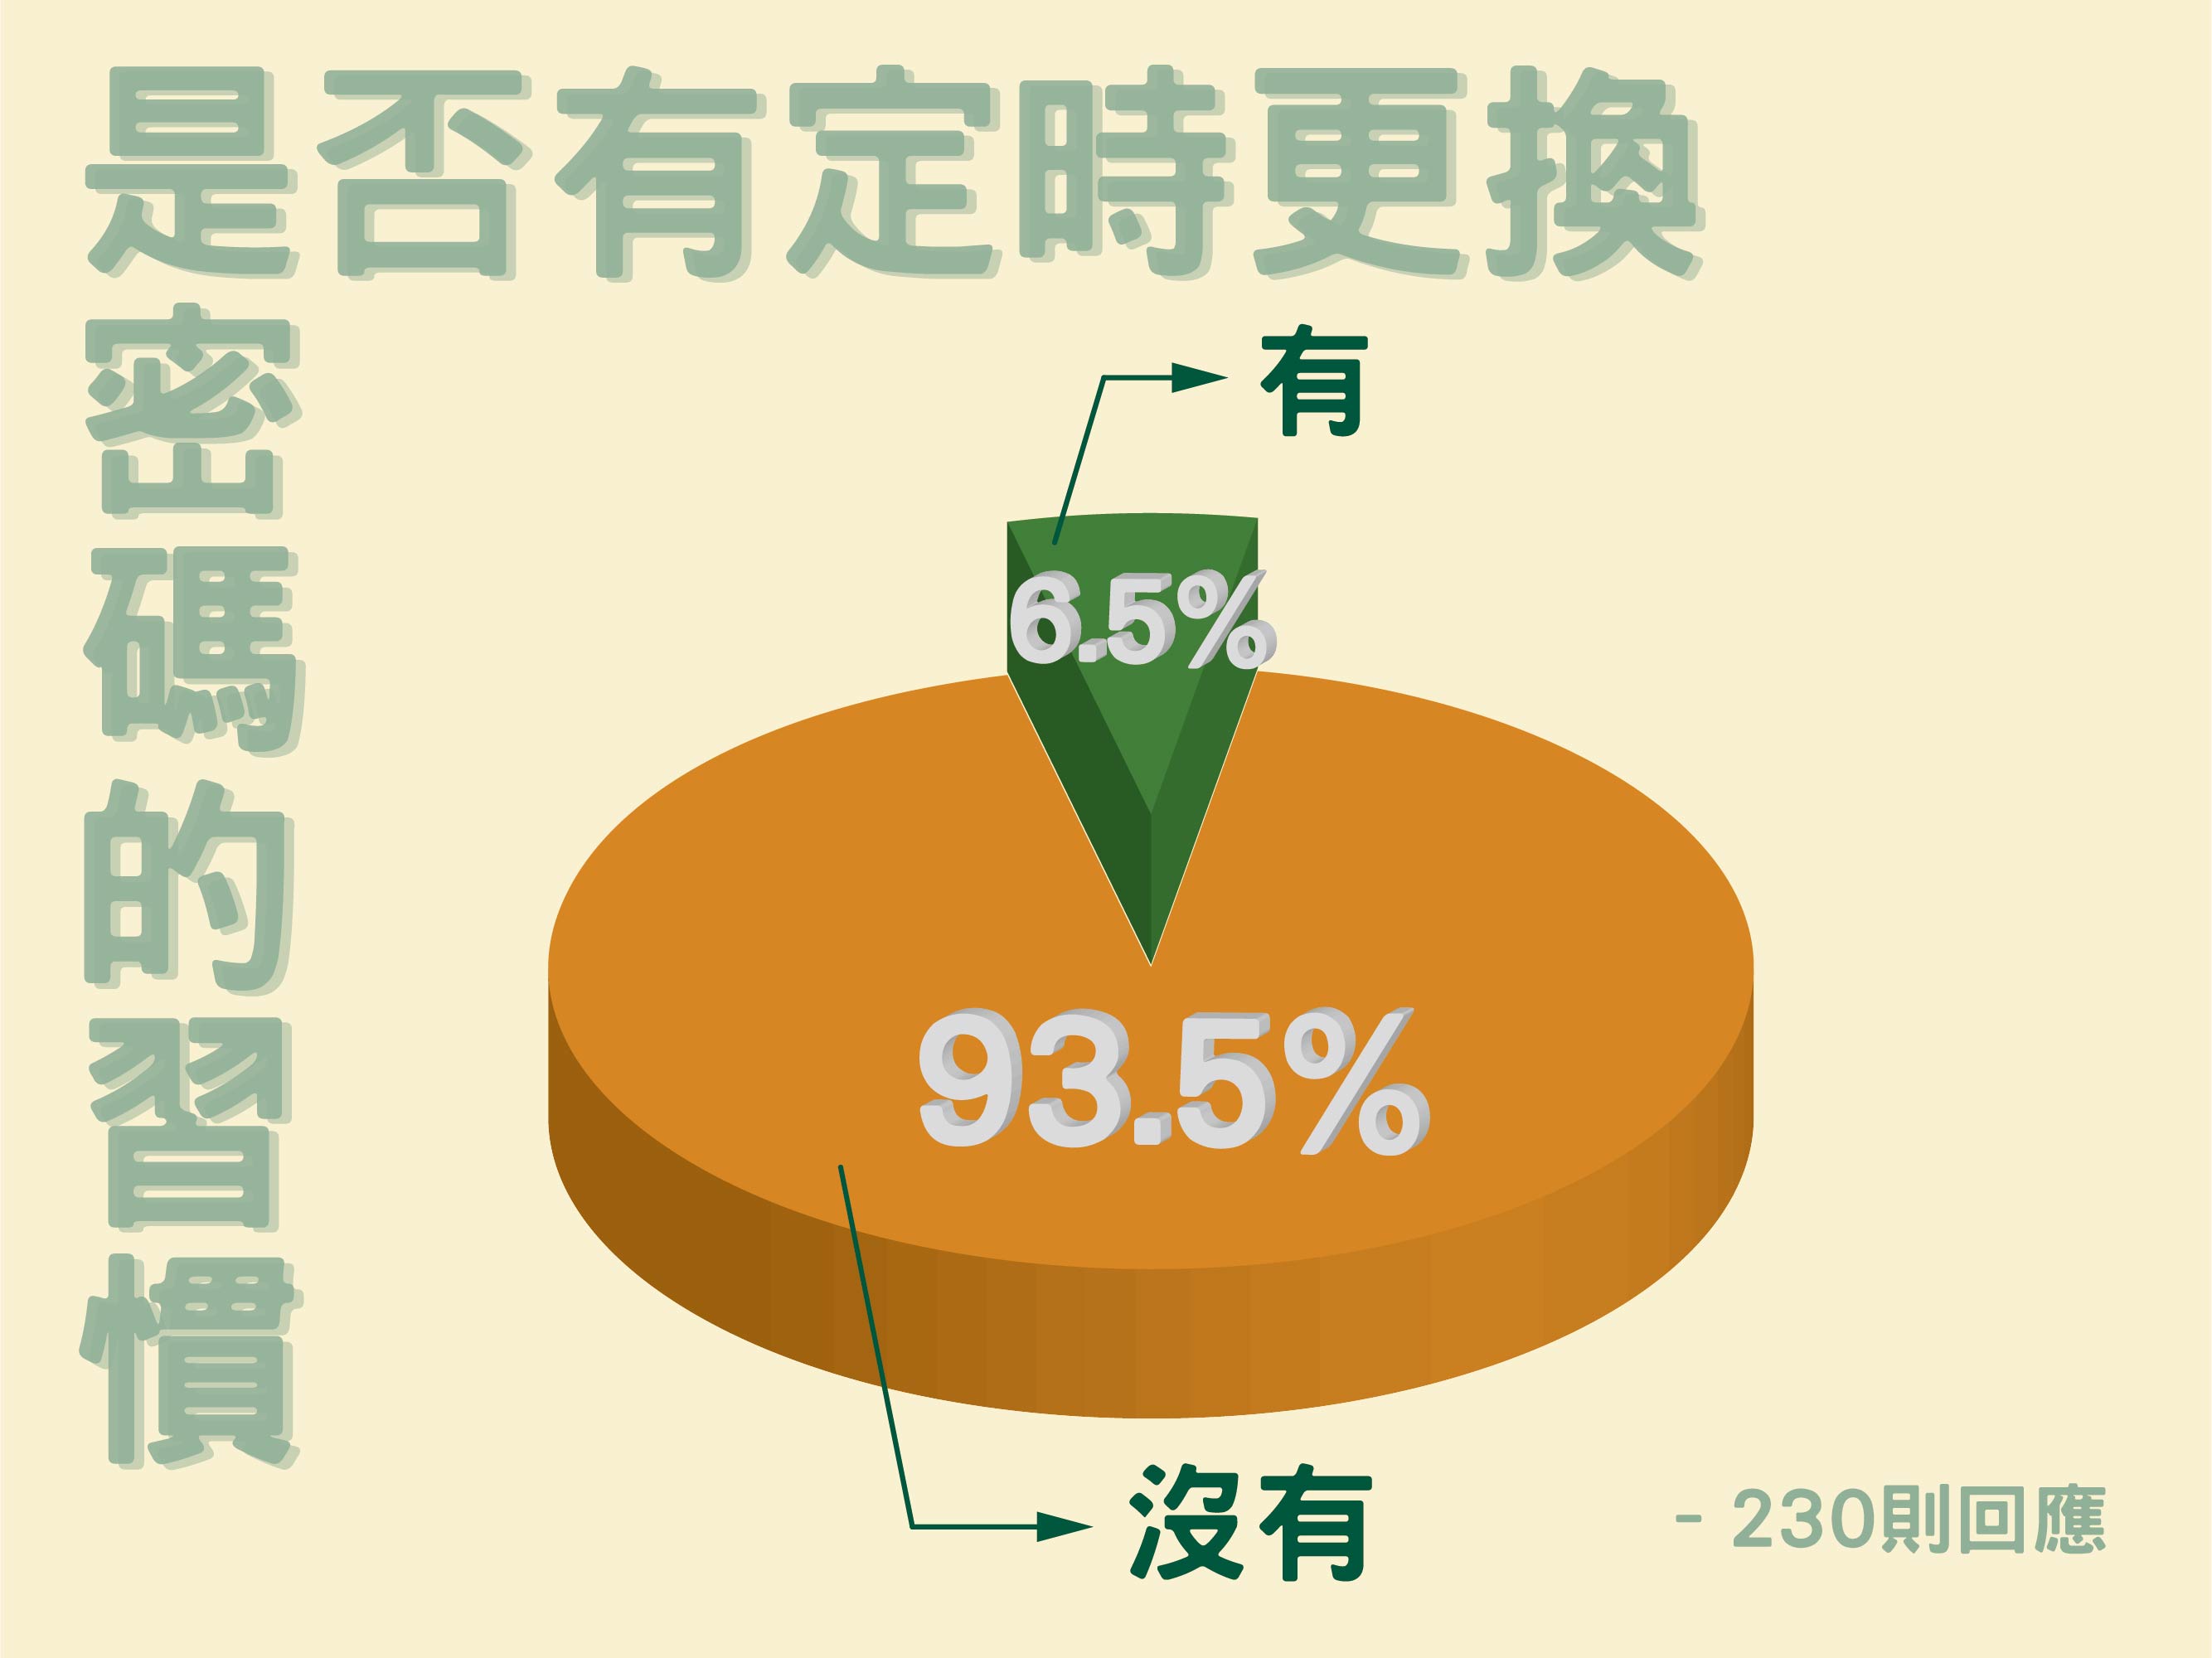 是否有定時更換
密
碼
的
習
慣
有
6.5%
93.5%
沒有
- 230則回應